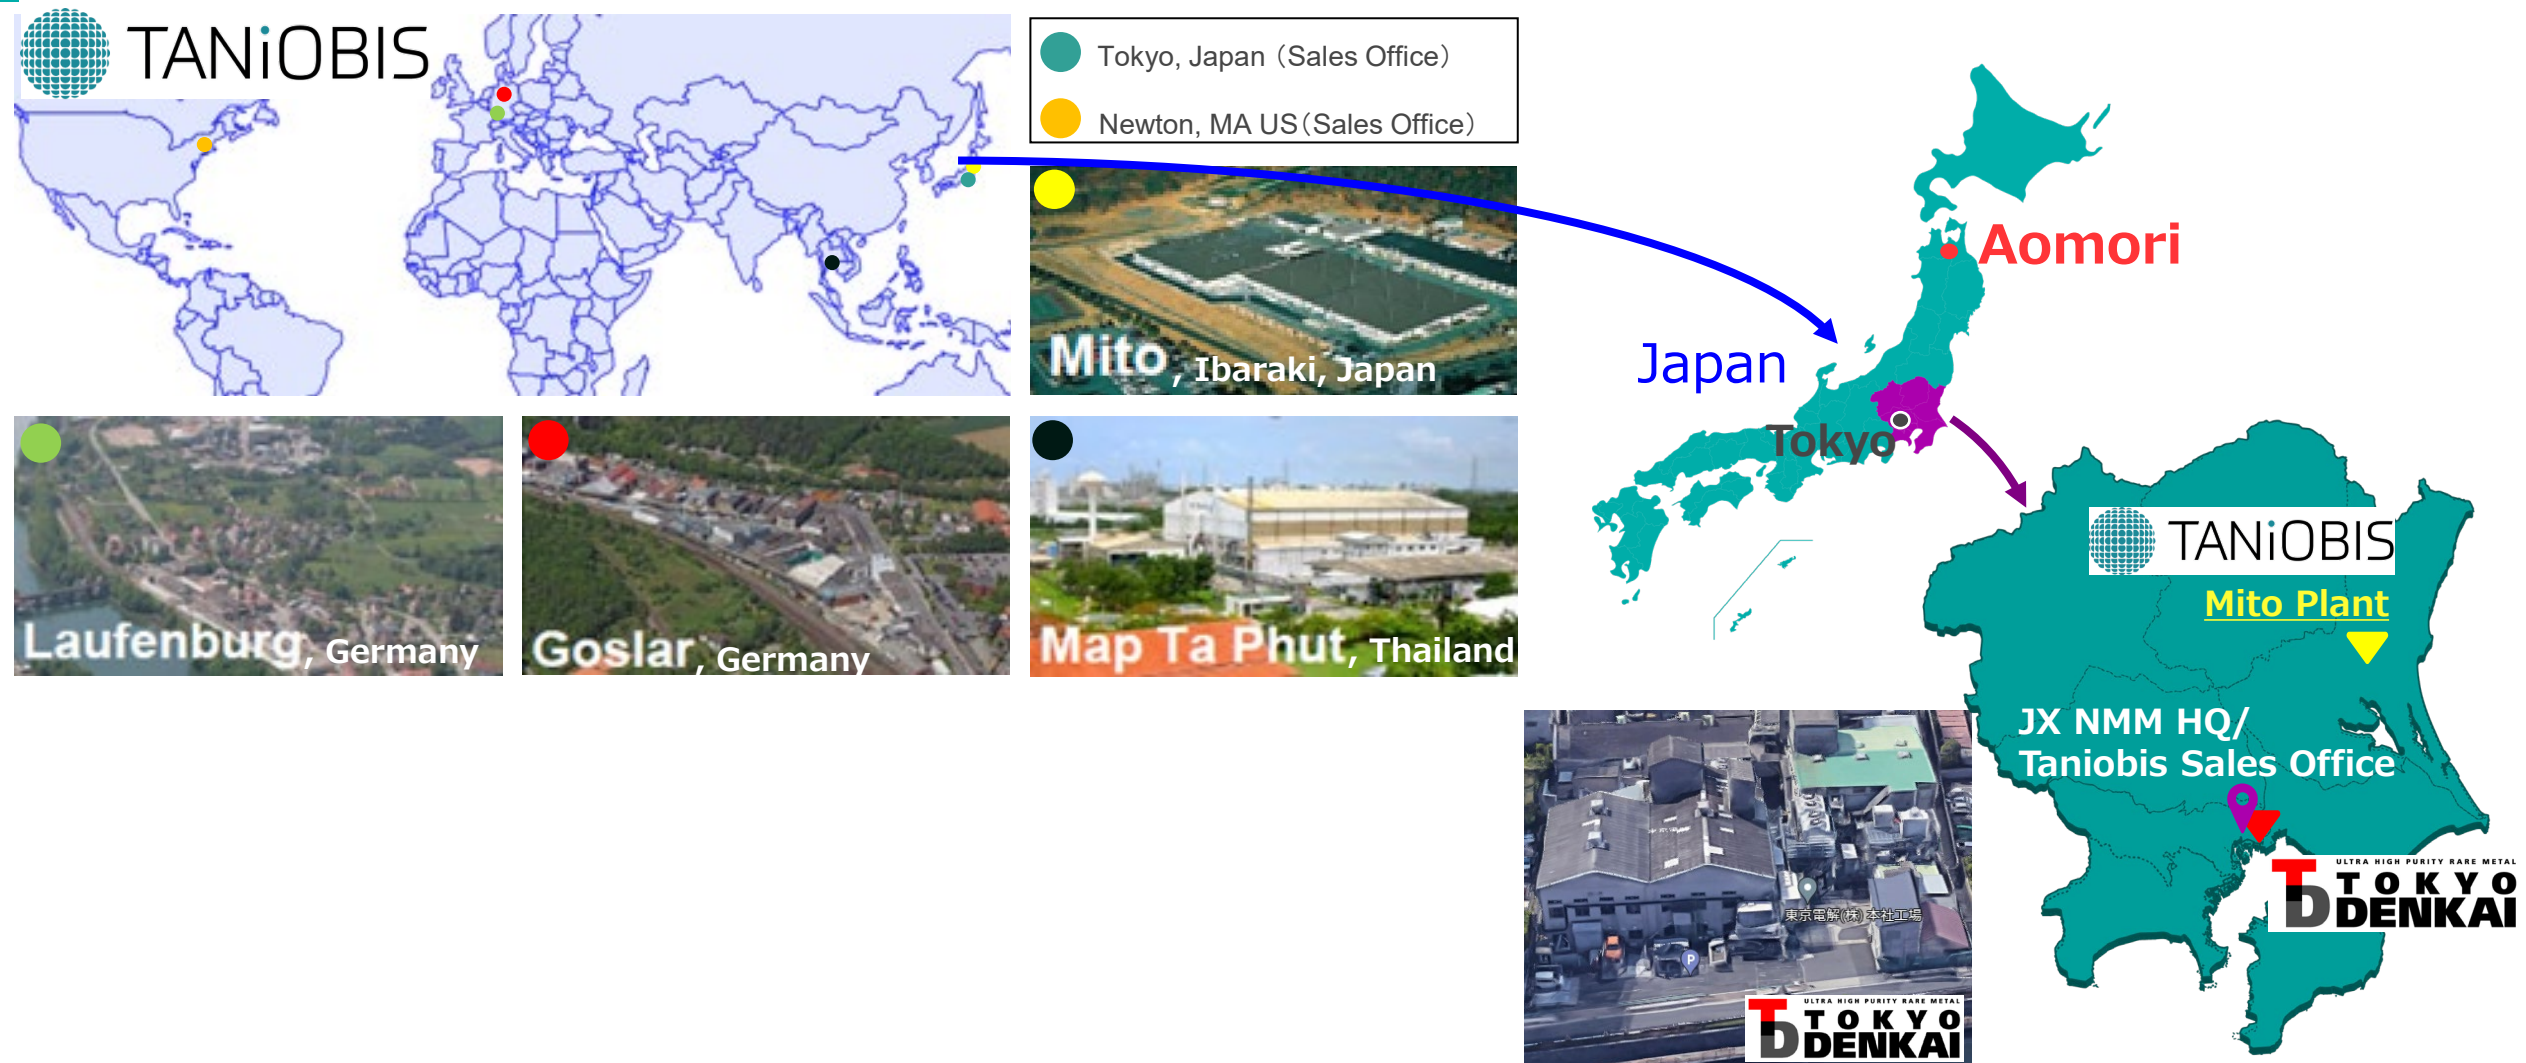 TANiOBIS
Tokyo, Japan（Sales Office）
Newton, MA US（Sales Office）
Mito, Ibaraki, Japan
Laufenburg, Germany
Goslar, Germany
Map Ta Phut, Thailand
Aomori
Japan
Tokyo
TANiOBIS
Mito Plant
JX NMM HQ/
Taniobis Sales Office
ULTRA HIGH PURITY RARE METAL
TD TOKYO
DENKAI
東京電解(株) 本社工場
P
ULTRA HIGH PURITY RARE METAL
TD TOKYO
DENKAI